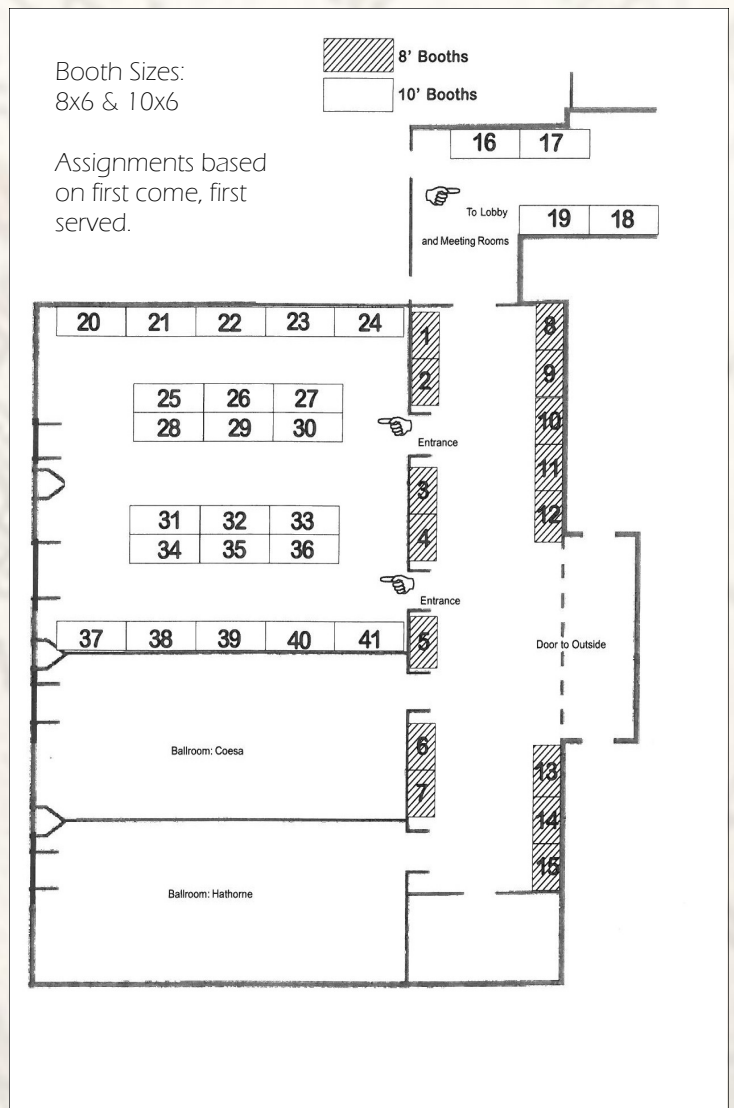 Booth Sizes:
8x6 & 10x6
Assignments based
on first come, first
served.
8' Booths
10' Booths
16 17
To Lobby
and Meeting Rooms
19 18
20 21 22 23 24
1
2
8
9
10
11
12
25 26 27
28 29 30
Entrance
3
4
31 32 33
34 35 36
Entrance
37 38 39 40 41
5
Door to Outside
Ballroom: Coesa
6
7
13
14
15
Ballroom: Hathorne